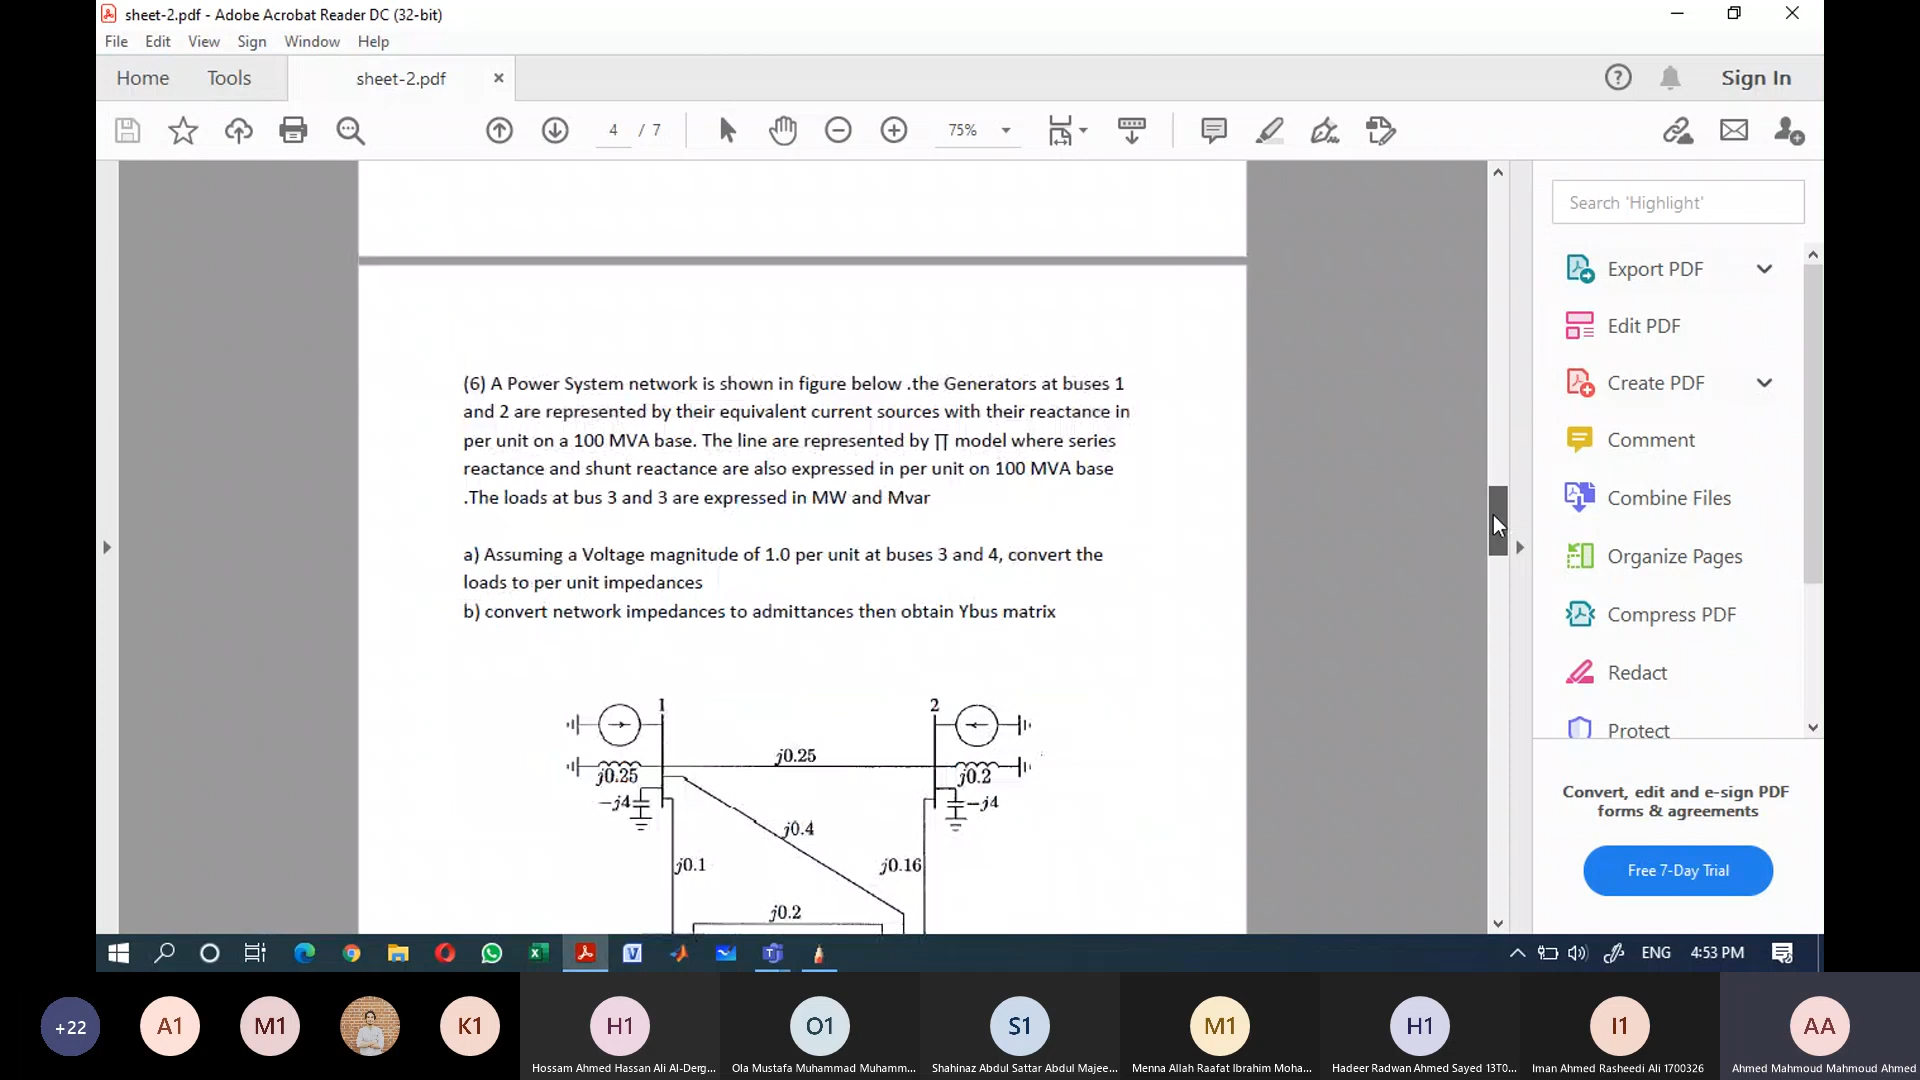 sheet-2.pdf - Adobe Acrobat Reader DC (32-bit)
File Edit View Sign Window Help
Home Tools sheet-2.pdf Sign In
4 / 7 75%
Search 'Highlight'
Export PDF
Edit PDF
Create PDF
Comment
Combine Files
Organize Pages
Compress PDF
Redact
Protect
Convert, edit and e-sign PDF
forms & agreements
Free 7-Day Trial
(6) A Power System network is shown in figure below .the Generators at buses 1
and 2 are represented by their equivalent current sources with their reactance in
per unit on a 100 MVA base. The line are represented by ∏ model where series
reactance and shunt reactance are also expressed in per unit on 100 MVA base
.The loads at bus 3 and 3 are expressed in MW and Mvar
a) Assuming a Voltage magnitude of 1.0 per unit at buses 3 and 4, convert the
loads to per unit impedances
b) convert network impedances to admittances then obtain Ybus matrix
1 2
j0.25
j0.25 j0.2
−j4 −j4
j0.4
j0.1 j0.16
j0.2
ENG 4:53 PM
+22 A1 M1 K1 H1 O1 S1 M1 H1 I1 AA
Hossam Ahmed Hassan Ali Al-Derg... Ola Mustafa Muhammad Muhamm... Shahinaz Abdul Sattar Abdul Majee... Menna Allah Raafat Ibrahim Moha... Hadeer Radwan Ahmed Sayed 13T0... Iman Ahmed Rasheedi Ali 1700326 Ahmed Mahmoud Mahmoud Ahmed